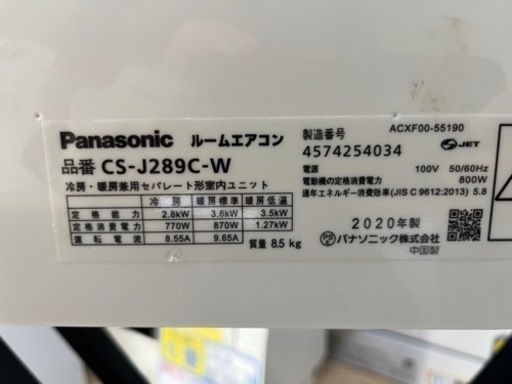 ACXF00-55190
Panasonic ルームエアコン
製造番号
4574254034
JET
品番 CS-J289C-W
電源 100V 50/60Hz
電動機の定格消費電力 800W
通年エネルギー消費効率(JIS C 9612:2013) 5.8
冷房・暖房兼用セパレート形室内ユニット
冷房 暖房標準 暖房低温
定格能力 2.8kW 3.6kW 3.5kW
定格消費電力 770W 870W 1.27kW
運転電流 8.55A 9.65A
質量 8.5 kg
2020年製
PS E パナソニック株式会社
中国製